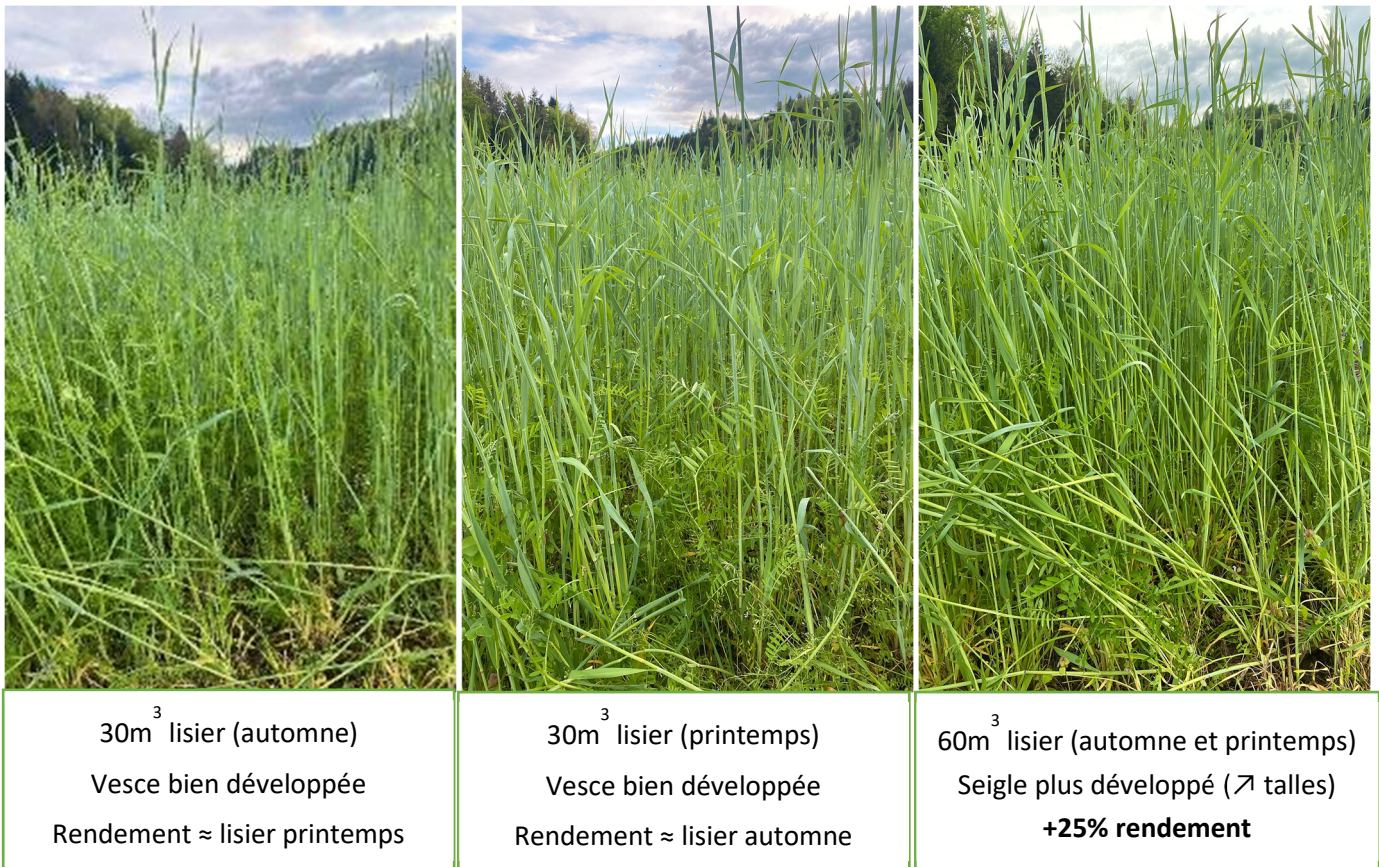 30m³ lisier (automne)
Vesce bien développée
Rendement ≈ lisier printemps
30m³ lisier (printemps)
Vesce bien développée
Rendement ≈ lisier automne
60m³ lisier (automne et printemps)
Seigle plus développé (↗ talles)
+25% rendement